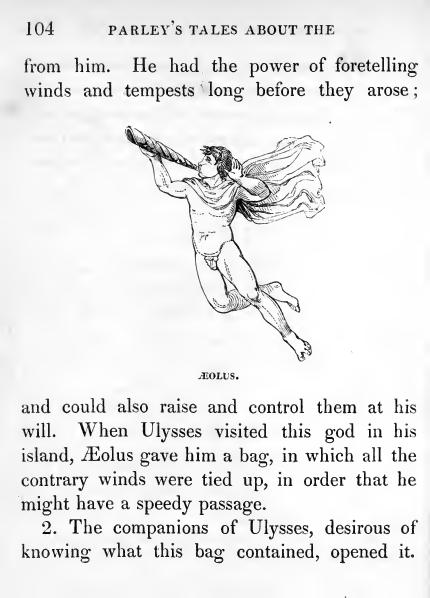 104 PARLEY'S TALES ABOUT THE
from him. He had the power of foretelling
winds and tempests long before they arose;
ÆOLUS.
and could also raise and control them at his
will. When Ulysses visited this god in his
island, Æolus gave him a bag, in which all the
contrary winds were tied up, in order that he
might have a speedy passage.
2. The companions of Ulysses, desirous of
knowing what this bag contained, opened it.